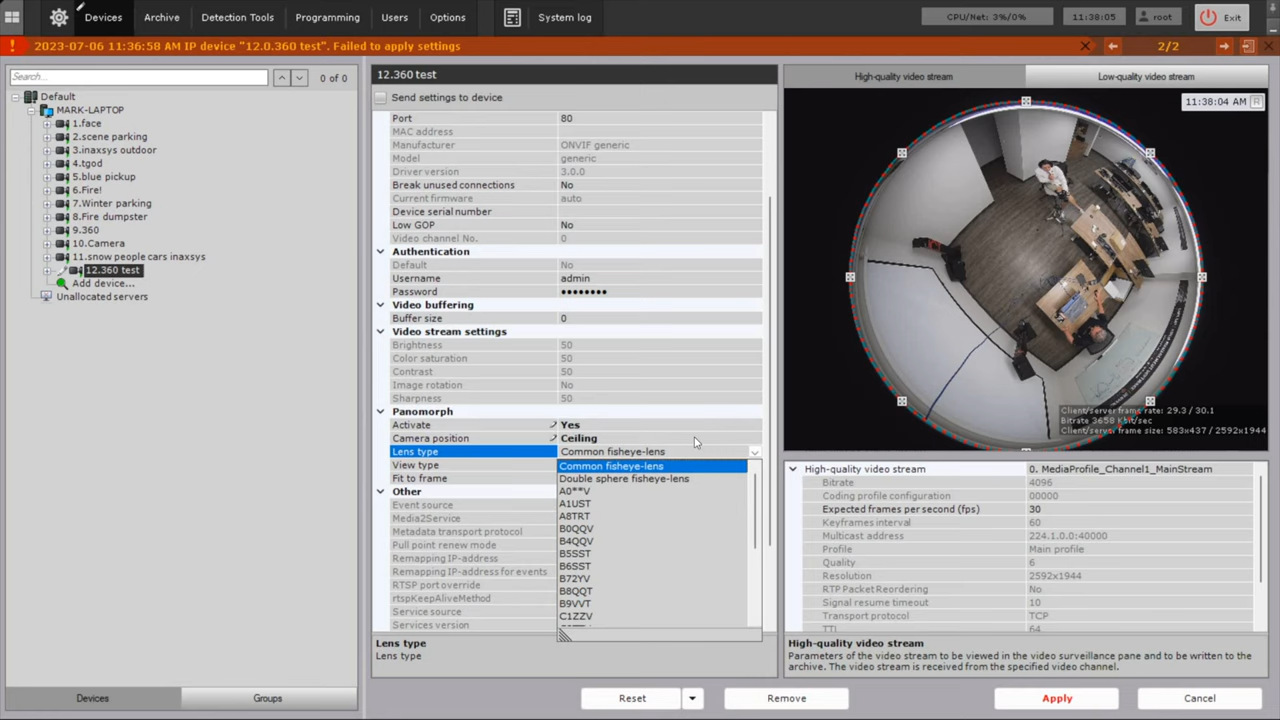 Devices
Archive
Detection Tools
Programming
Users
Options
System log
CPU/Net: 3%/0%
11:38:05
root
Exit
2023-07-06 11:36:58 AM IP device "12.0.360 test". Failed to apply settings
2/2
Search...
0 of 0
Default
MARK-LAPTOP
1.face
2.scene parking
3.inaxsys outdoor
4.tgod
5.blue pickup
6.Fire!
7.Winter parking
8.Fire dumpster
9.360
10.Camera
11.snow people cars inaxsys
12.360 test
Add device...
Unallocated servers
Devices
Groups
12.360 test
Send settings to device
Port 80
MAC address
Manufacturer ONVIF generic
Model generic
Driver version 3.0.0
Break unused connections No
Current firmware auto
Device serial number
Low GOP No
Video channel No. 0
Authentication
Default No
Username admin
Password ••••••••
Video buffering
Buffer size 0
Video stream settings
Brightness 50
Color saturation 50
Contrast 50
Image rotation No
Sharpness 50
Panomorph
Activate Yes
Camera position Ceiling
Lens type Common fisheye-lens
View type
Fit to frame
Other
Event source
Media2Service
Metadata transport protocol
Pull point renew mode
Remapping IP-address
Remapping IP-address for events
RTSP port override
rtspKeepAliveMethod
Service source
Services version
Common fisheye-lens
Double sphere fisheye-lens
A0**V
A1UST
A8TRT
B0QQV
B4QQV
B5SST
B6SST
B72YV
B8QQT
B9VVT
C1ZZV
Lens type
Lens type
Reset
Remove
High-quality video stream
Low-quality video stream
11:38:04 AM
R
Client/server frame rate: 29.3 / 30.1
Bitrate 3658 Kbit/sec
Client/server frame size: 583x437 / 2592x1944
High-quality video stream 0. MediaProfile_Channel1_MainStream
Bitrate 4096
Coding profile configuration 00000
Expected frames per second (fps) 30
Keyframes interval 60
Multicast address 224.1.0.0:40000
Profile Main profile
Quality 6
Resolution 2592x1944
RTP Packet Reordering No
Signal resume timeout 10
Transport protocol TCP
TTL 64
High-quality video stream
Parameters of the video stream to be viewed in the video surveillance pane and to be written to the
archive. The video stream is received from the specified video channel.
Apply
Cancel